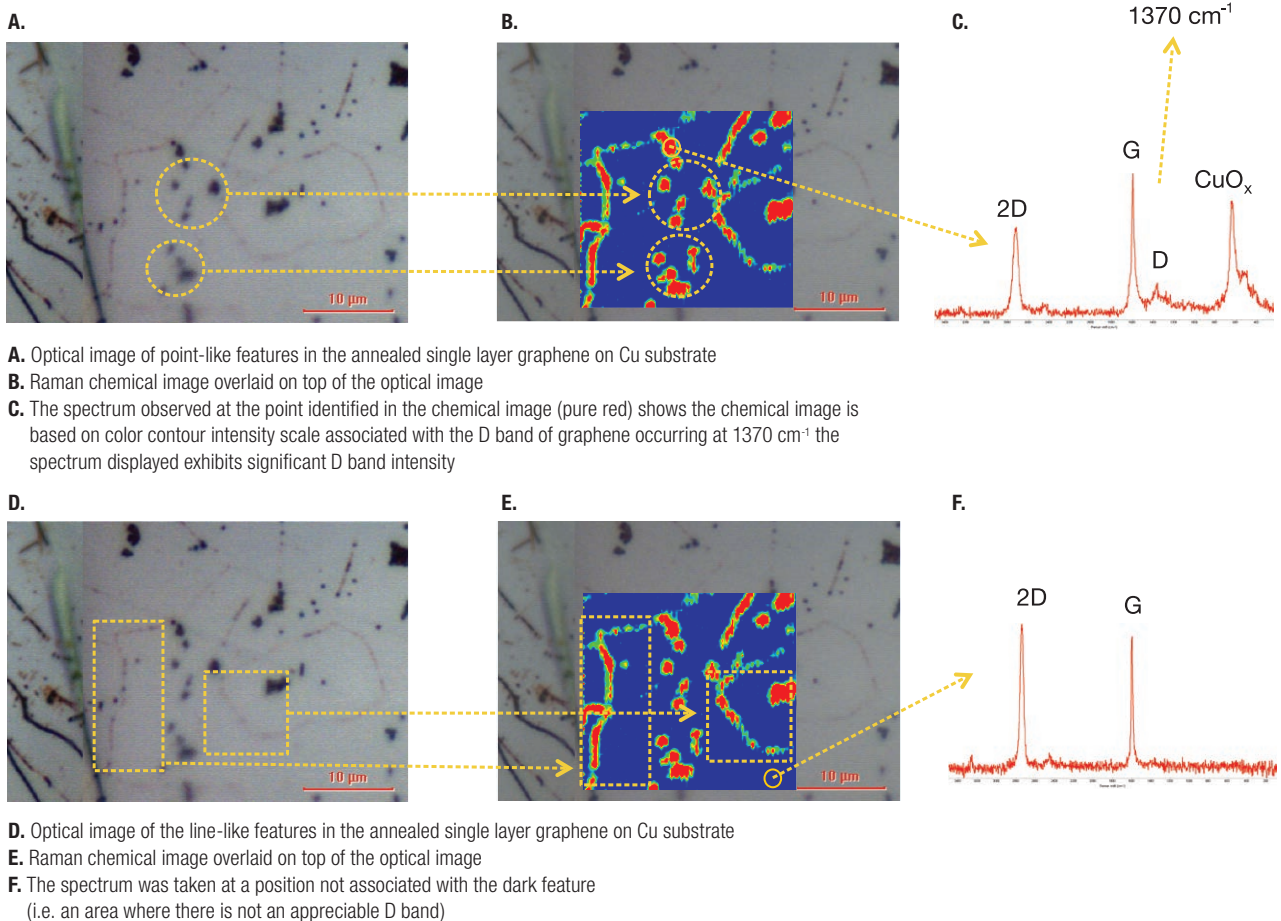 A.
B.
C.
1370 cm⁻¹
G
CuOₓ
2D
D
10 µm
10 µm
A. Optical image of point-like features in the annealed single layer graphene on Cu substrate
B. Raman chemical image overlaid on top of the optical image
C. The spectrum observed at the point identified in the chemical image (pure red) shows the chemical image is
based on color contour intensity scale associated with the D band of graphene occurring at 1370 cm⁻¹ the
spectrum displayed exhibits significant D band intensity
D.
E.
F.
2D
G
10 µm
10 µm
D. Optical image of the line-like features in the annealed single layer graphene on Cu substrate
E. Raman chemical image overlaid on top of the optical image
F. The spectrum was taken at a position not associated with the dark feature
(i.e. an area where there is not an appreciable D band)